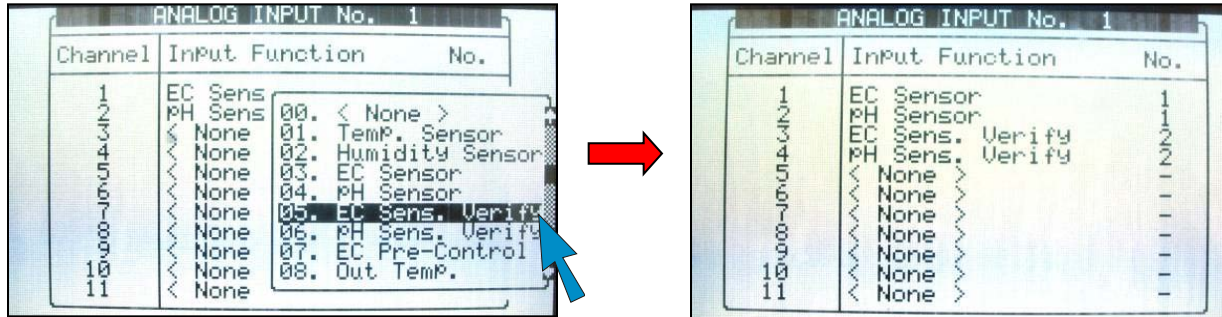 ANALOG INPUT No. 1
Channel Input Function No.
1 EC Sens
2 PH Sens
3 < None
4 < None
5 < None
6 < None
7 < None
8 < None
9 < None
10 < None
11 < None
00. < None >
01. Temp. Sensor
02. Humidity Sensor
03. EC Sensor
04. PH Sensor
05. EC Sens. Verify
06. PH Sens. Verify
07. EC Pre-Control
08. Out Temp.
ANALOG INPUT No. 1
Channel Input Function No.
1 EC Sensor 1
2 PH Sensor 1
3 EC Sens. Verify 2
4 PH Sens. Verify 2
5 < None > -
6 < None > -
7 < None > -
8 < None > -
9 < None > -
10 < None > -
11 < None > -